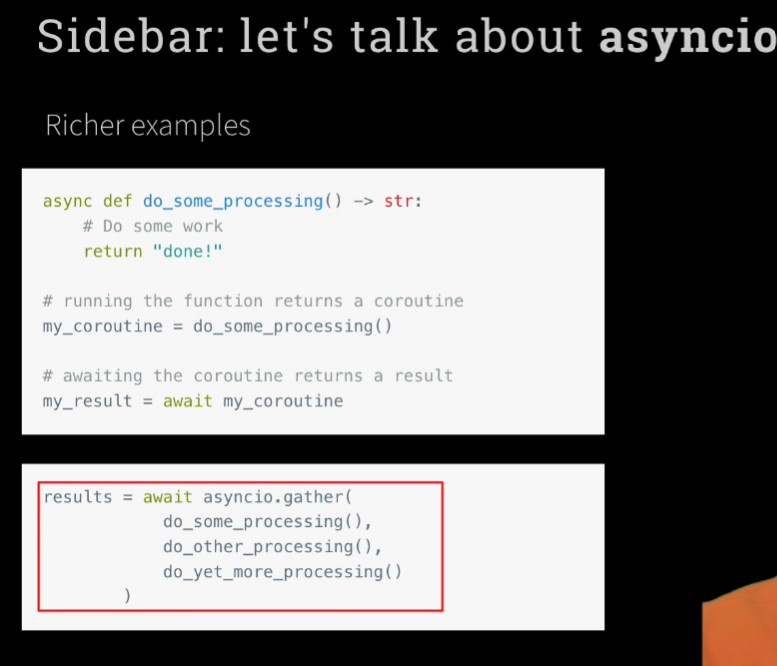 Sidebar: let's talk about asyncio
Richer examples
async def do_some_processing() -> str:
    # Do some work
    return "done!"
# running the function returns a coroutine
my_coroutine = do_some_processing()
# awaiting the coroutine returns a result
my_result = await my_coroutine
results = await asyncio.gather(
            do_some_processing(),
            do_other_processing(),
            do_yet_more_processing()
        )